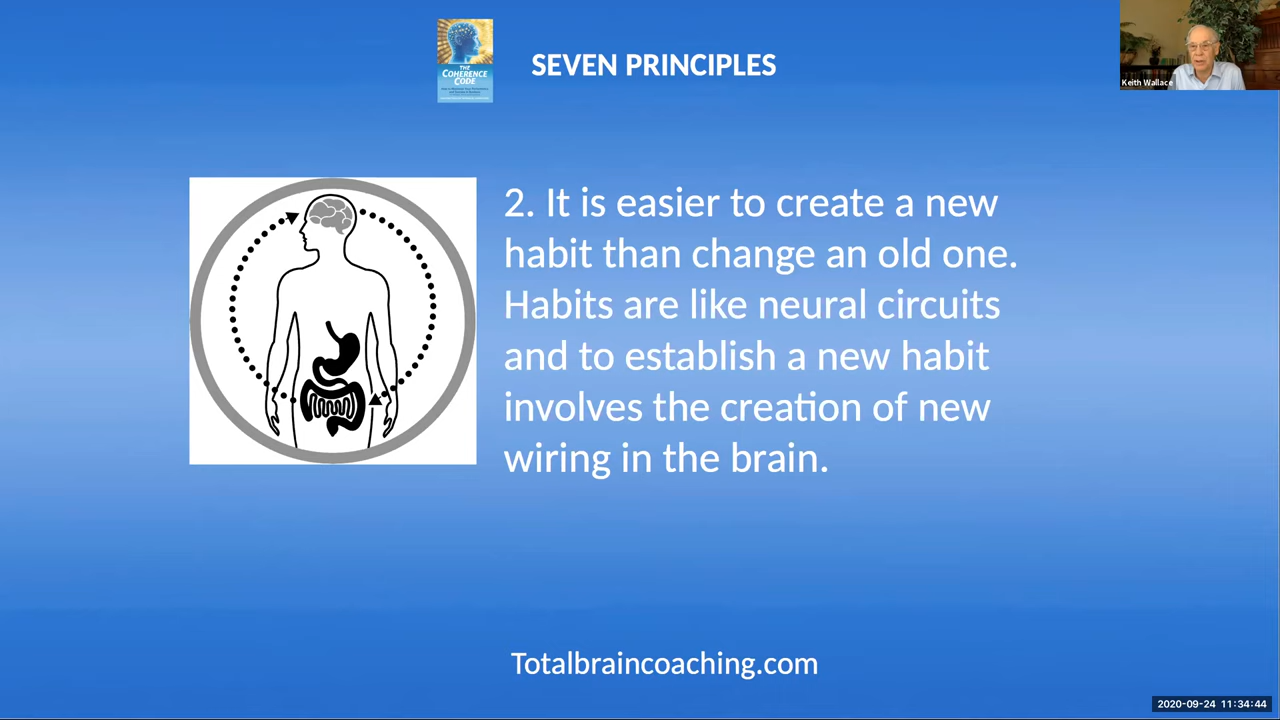 THE
COHERENCE
CODE
SEVEN PRINCIPLES
Keith Wallace
2. It is easier to create a new
habit than change an old one.
Habits are like neural circuits
and to establish a new habit
involves the creation of new
wiring in the brain.
Totalbraincoaching.com
2020-09-24 11:34:44